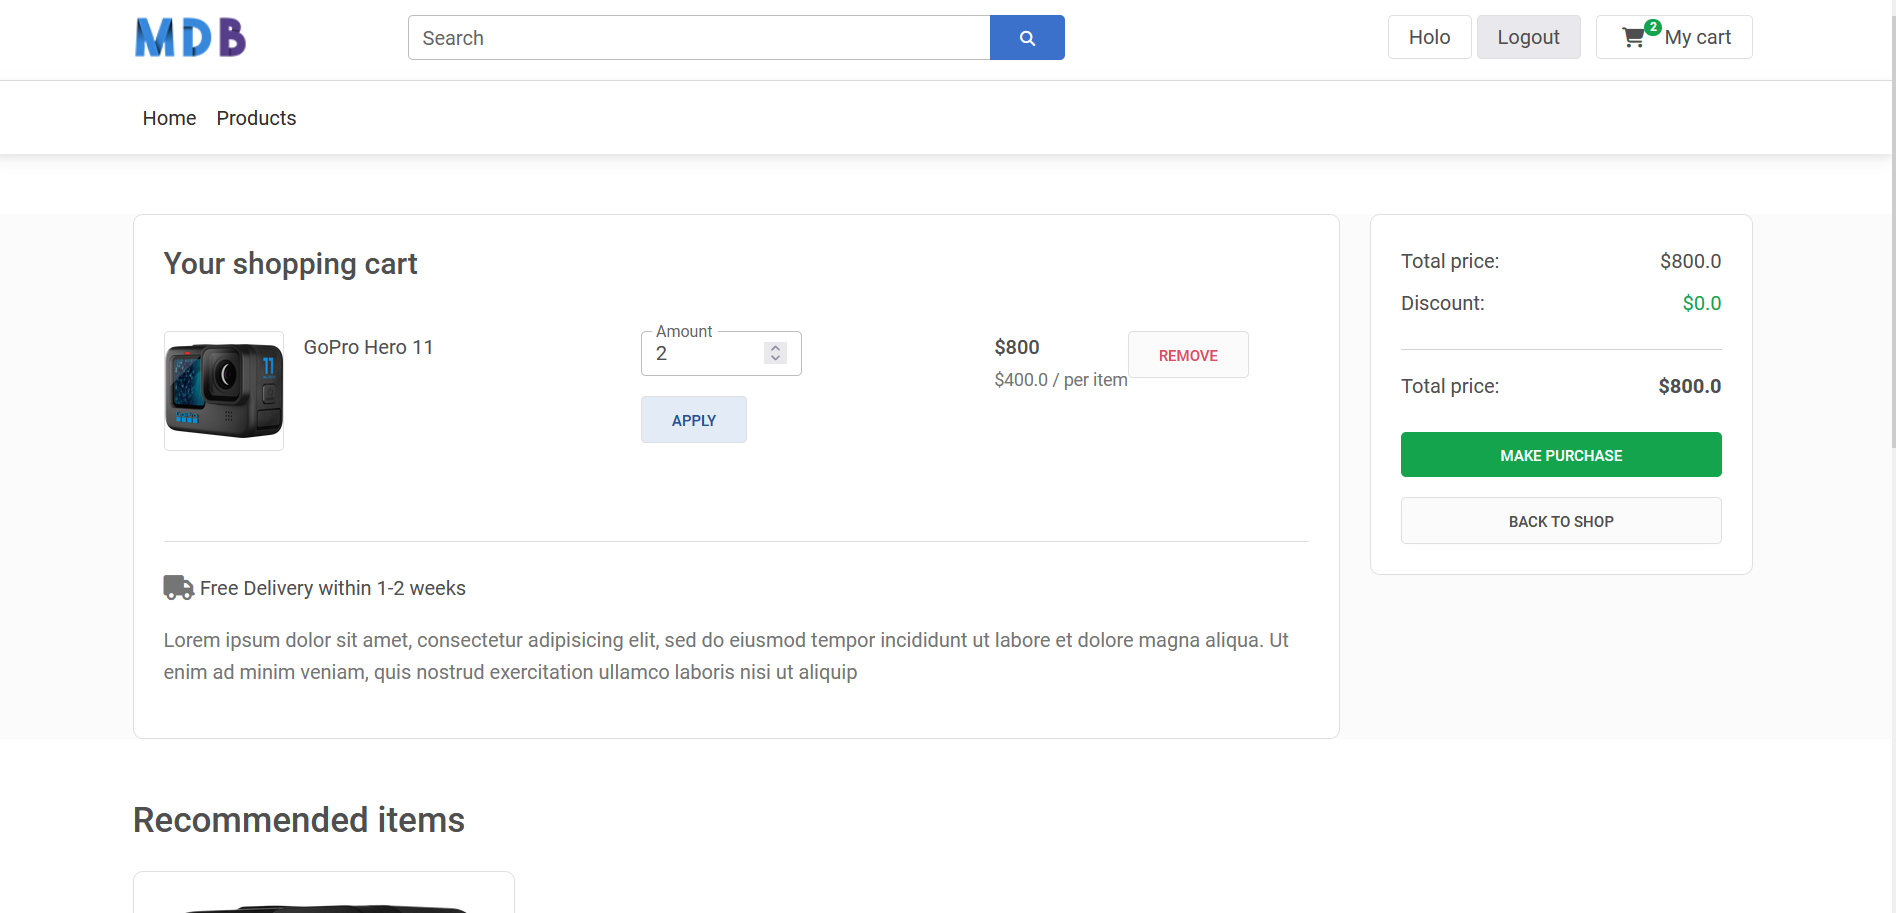 MDB
Search
Holo
Logout
2
My cart
Home
Products
Your shopping cart
GoPro Hero 11
Amount
2
APPLY
$800
$400.0 / per item
REMOVE
11
Free Delivery within 1-2 weeks
Lorem ipsum dolor sit amet, consectetur adipisicing elit, sed do eiusmod tempor incididunt ut labore et dolore magna aliqua. Ut
enim ad minim veniam, quis nostrud exercitation ullamco laboris nisi ut aliquip
Total price: $800.0
Discount: $0.0
Total price: $800.0
MAKE PURCHASE
BACK TO SHOP
Recommended items